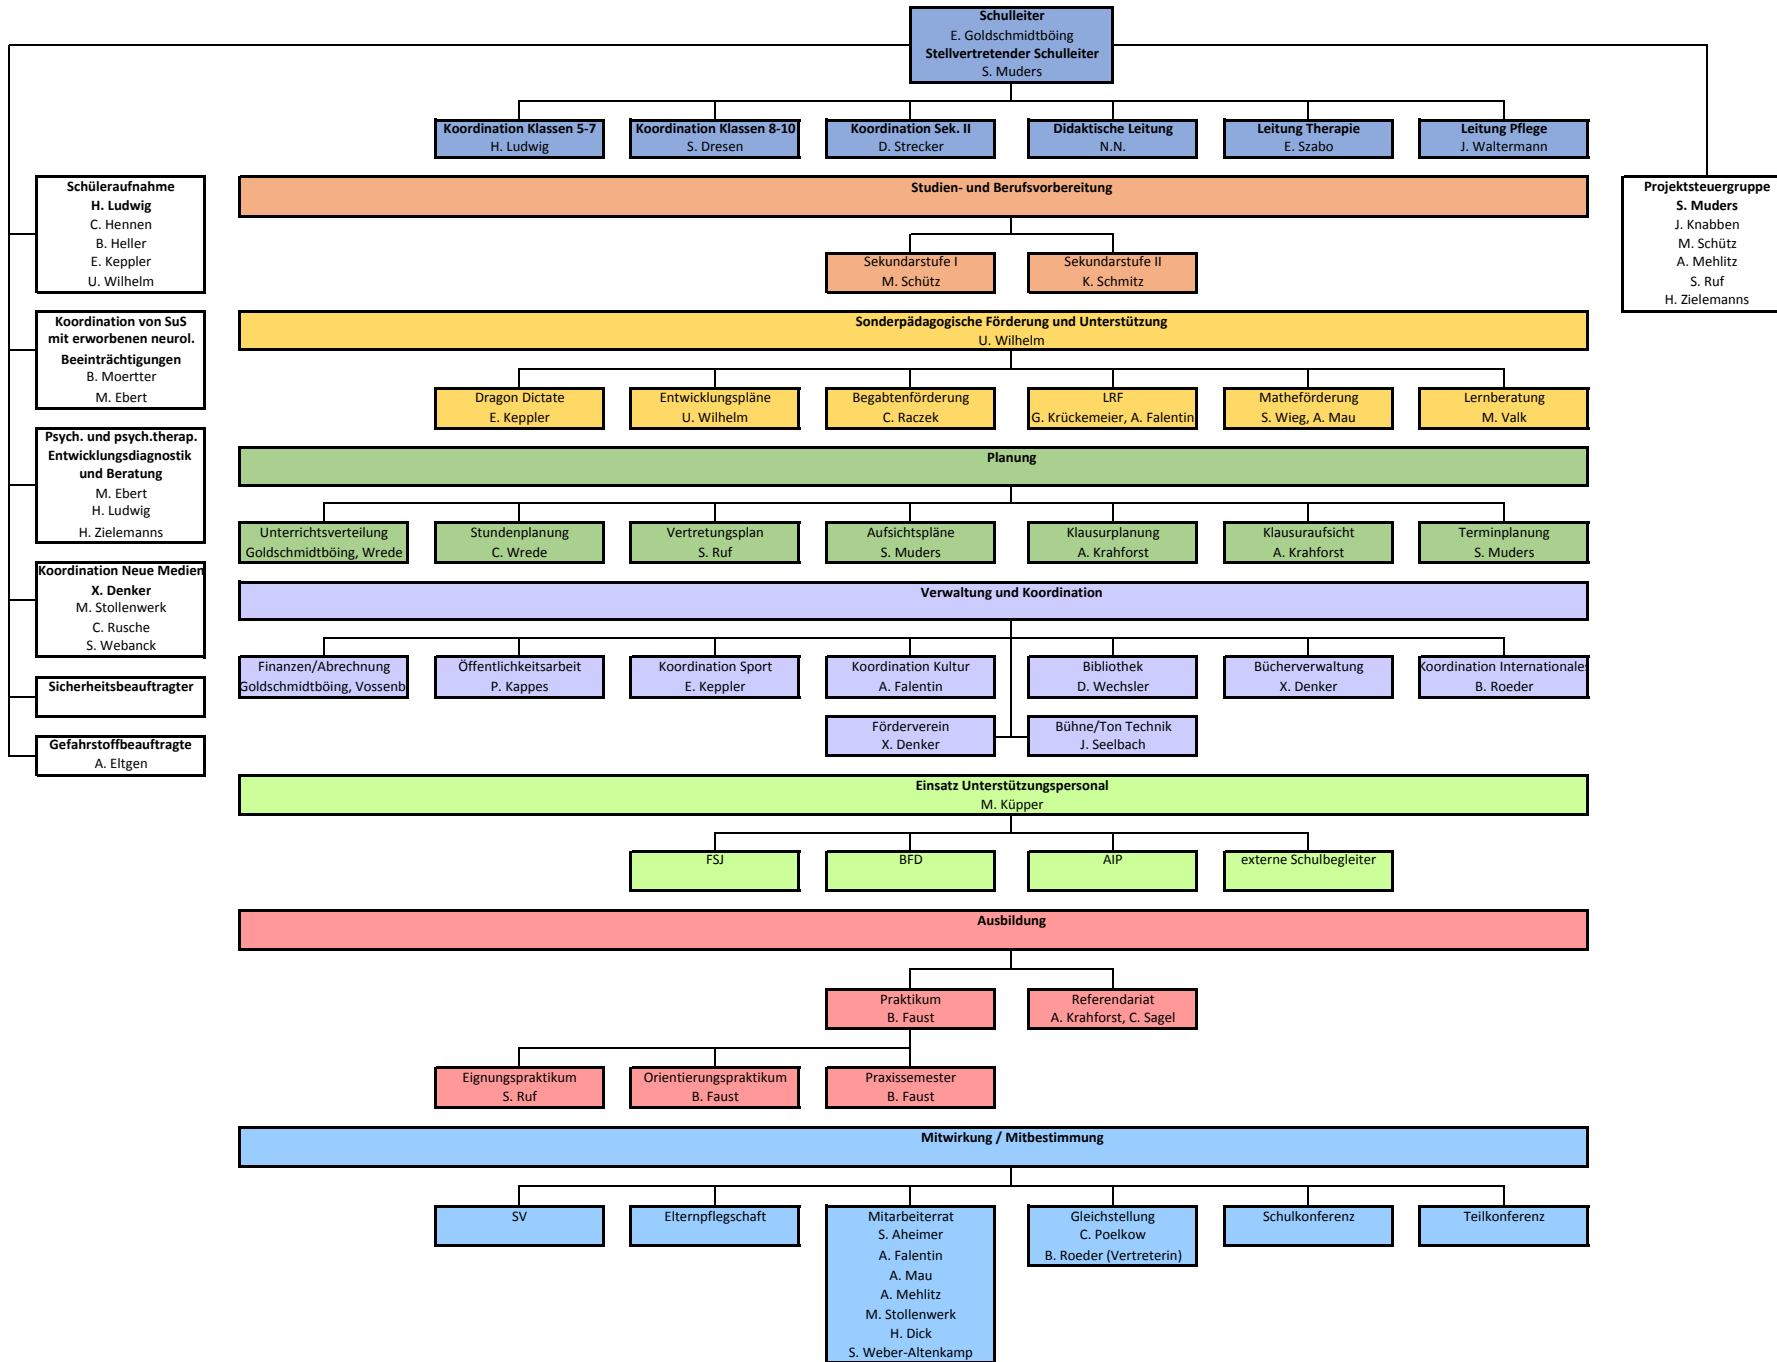 Schulleiter
E. Goldschmidtböing
Stellvertretender Schulleiter
S. Muders
Koordination Klassen 5-7
H. Ludwig
Koordination Klassen 8-10
S. Dresen
Koordination Sek. II
D. Strecker
Didaktische Leitung
N.N.
Leitung Therapie
E. Szabo
Leitung Pflege
J. Waltermann
Schüleraufnahme
H. Ludwig
C. Hennen
B. Heller
E. Keppler
U. Wilhelm
Koordination von SuS
mit erworbenen neurol.
Beeinträchtigungen
B. Moertter
M. Ebert
Psych. und psych.therap.
Entwicklungsdiagnostik
und Beratung
M. Ebert
H. Ludwig
H. Zielemanns
Koordination Neue Medien
X. Denker
M. Stollenwerk
C. Rusche
S. Webanck
Sicherheitsbeauftragter
Gefahrstoffbeauftragte
A. Eltgen
Projektsteuergruppe
S. Muders
J. Knabben
M. Schütz
A. Mehlitz
S. Ruf
H. Zielemanns
Studien- und Berufsvorbereitung
Sekundarstufe I
M. Schütz
Sekundarstufe II
K. Schmitz
Sonderpädagogische Förderung und Unterstützung
U. Wilhelm
Dragon Dictate
E. Keppler
Entwicklungspläne
U. Wilhelm
Begabtenförderung
C. Raczek
LRF
G. Krückemeier, A. Falentin
Matheförderung
S. Wieg, A. Mau
Lernberatung
M. Valk
Planung
Unterrichtsverteilung
Goldschmidtböing, Wrede
Stundenplanung
C. Wrede
Vertretungsplan
S. Ruf
Aufsichtspläne
S. Muders
Klausurplanung
A. Krahforst
Klausuraufsicht
A. Krahforst
Terminplanung
S. Muders
Verwaltung und Koordination
Finanzen/Abrechnung
Goldschmidtböing, Vossenb
Öffentlichkeitsarbeit
P. Kappes
Koordination Sport
E. Keppler
Koordination Kultur
A. Falentin
Bibliothek
D. Wechsler
Bücherverwaltung
X. Denker
Koordination Internationales
B. Roeder
Förderverein
X. Denker
Bühne/Ton Technik
J. Seelbach
Einsatz Unterstützungspersonal
M. Küpper
FSJ
BFD
AIP
externe Schulbegleiter
Ausbildung
Praktikum
B. Faust
Referendariat
A. Krahforst, C. Sagel
Eignungspraktikum
S. Ruf
Orientierungspraktikum
B. Faust
Praxissemester
B. Faust
Mitwirkung / Mitbestimmung
SV
Elternpflegschaft
Mitarbeiterrat
S. Aheimer
A. Falentin
A. Mau
A. Mehlitz
M. Stollenwerk
H. Dick
S. Weber-Altenkamp
Gleichstellung
C. Poelkow
B. Roeder (Vertreterin)
Schulkonferenz
Teilkonferenz